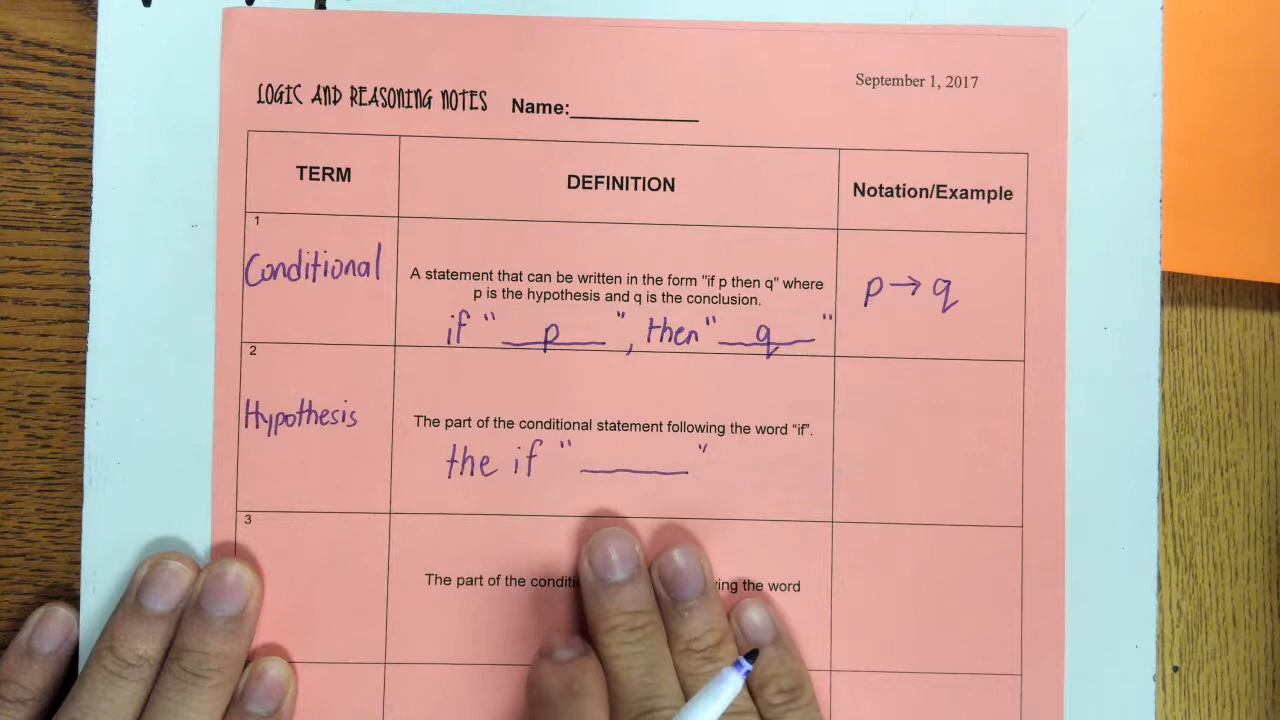 September 1, 2017
LOGIC AND REASONING NOTES Name:
TERM DEFINITION Notation/Example
1
Conditional
A statement that can be written in the form "if p then q" where
p is the hypothesis and q is the conclusion.
if " p ", then " q "
p → q
2
Hypothesis
The part of the conditional statement following the word “if”.
the if " ______ "
3
The part of the the word